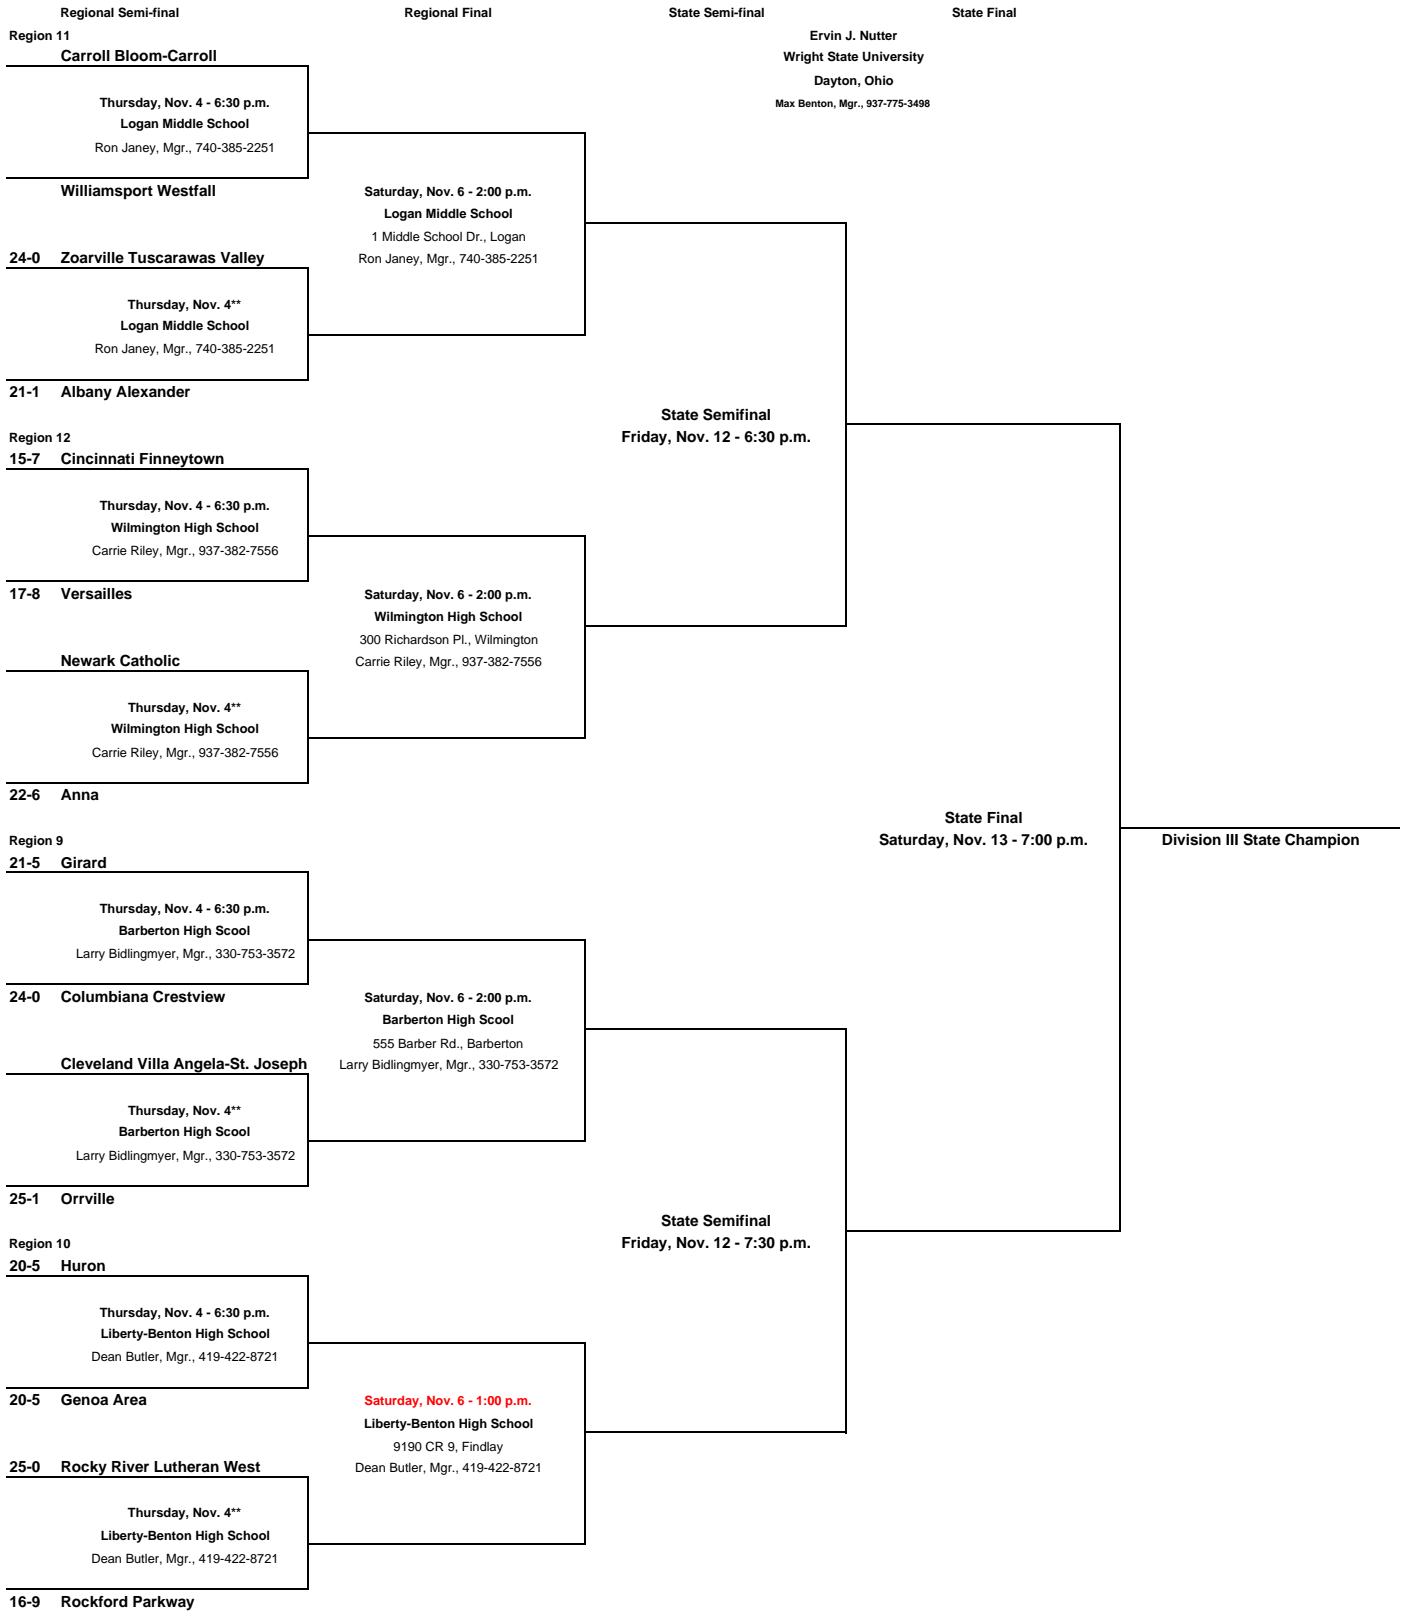 Regional Semi-final Regional Final State Semi-final State Final
Region 11
Ervin J. Nutter
Wright State University
Dayton, Ohio
Max Benton, Mgr., 937-775-3498
Carroll Bloom-Carroll
Thursday, Nov. 4 - 6:30 p.m.
Logan Middle School
Ron Janey, Mgr., 740-385-2251
Williamsport Westfall
Saturday, Nov. 6 - 2:00 p.m.
Logan Middle School
1 Middle School Dr., Logan
Ron Janey, Mgr., 740-385-2251
24-0 Zoarville Tuscarawas Valley
Thursday, Nov. 4**
Logan Middle School
Ron Janey, Mgr., 740-385-2251
21-1 Albany Alexander
State Semifinal
Friday, Nov. 12 - 6:30 p.m.
Region 12
15-7 Cincinnati Finneytown
Thursday, Nov. 4 - 6:30 p.m.
Wilmington High School
Carrie Riley, Mgr., 937-382-7556
17-8 Versailles
Saturday, Nov. 6 - 2:00 p.m.
Wilmington High School
300 Richardson Pl., Wilmington
Carrie Riley, Mgr., 937-382-7556
Newark Catholic
Thursday, Nov. 4**
Wilmington High School
Carrie Riley, Mgr., 937-382-7556
22-6 Anna
State Final
Saturday, Nov. 13 - 7:00 p.m.
Division III State Champion
Region 9
21-5 Girard
Thursday, Nov. 4 - 6:30 p.m.
Barberton High Scool
Larry Bidlingmyer, Mgr., 330-753-3572
24-0 Columbiana Crestview
Saturday, Nov. 6 - 2:00 p.m.
Barberton High Scool
555 Barber Rd., Barberton
Larry Bidlingmyer, Mgr., 330-753-3572
Cleveland Villa Angela-St. Joseph
Thursday, Nov. 4**
Barberton High Scool
Larry Bidlingmyer, Mgr., 330-753-3572
25-1 Orrville
State Semifinal
Friday, Nov. 12 - 7:30 p.m.
Region 10
20-5 Huron
Thursday, Nov. 4 - 6:30 p.m.
Liberty-Benton High School
Dean Butler, Mgr., 419-422-8721
20-5 Genoa Area
Saturday, Nov. 6 - 1:00 p.m.
Liberty-Benton High School
9190 CR 9, Findlay
Dean Butler, Mgr., 419-422-8721
25-0 Rocky River Lutheran West
Thursday, Nov. 4**
Liberty-Benton High School
Dean Butler, Mgr., 419-422-8721
16-9 Rockford Parkway